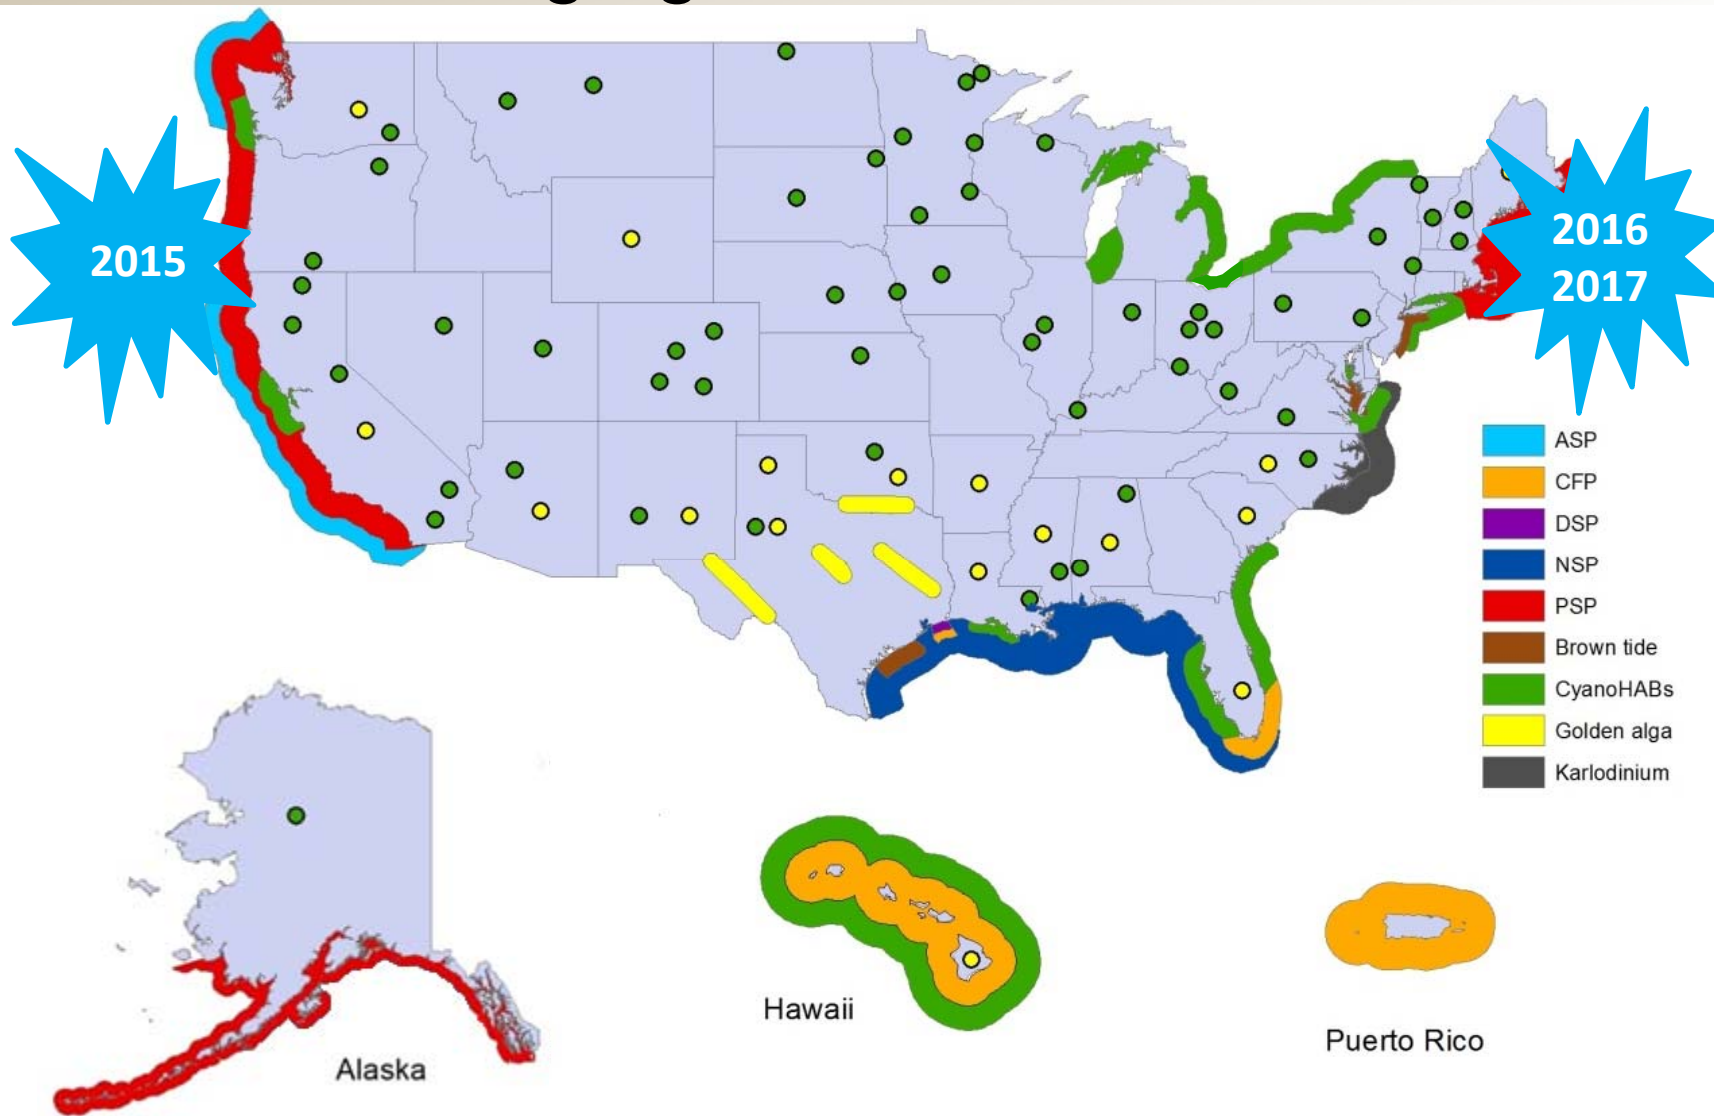 2015
2016
2017
ASP
CFP
DSP
NSP
PSP
Brown tide
CyanoHABs
Golden alga
Karlodinium
Alaska
Hawaii
Puerto Rico